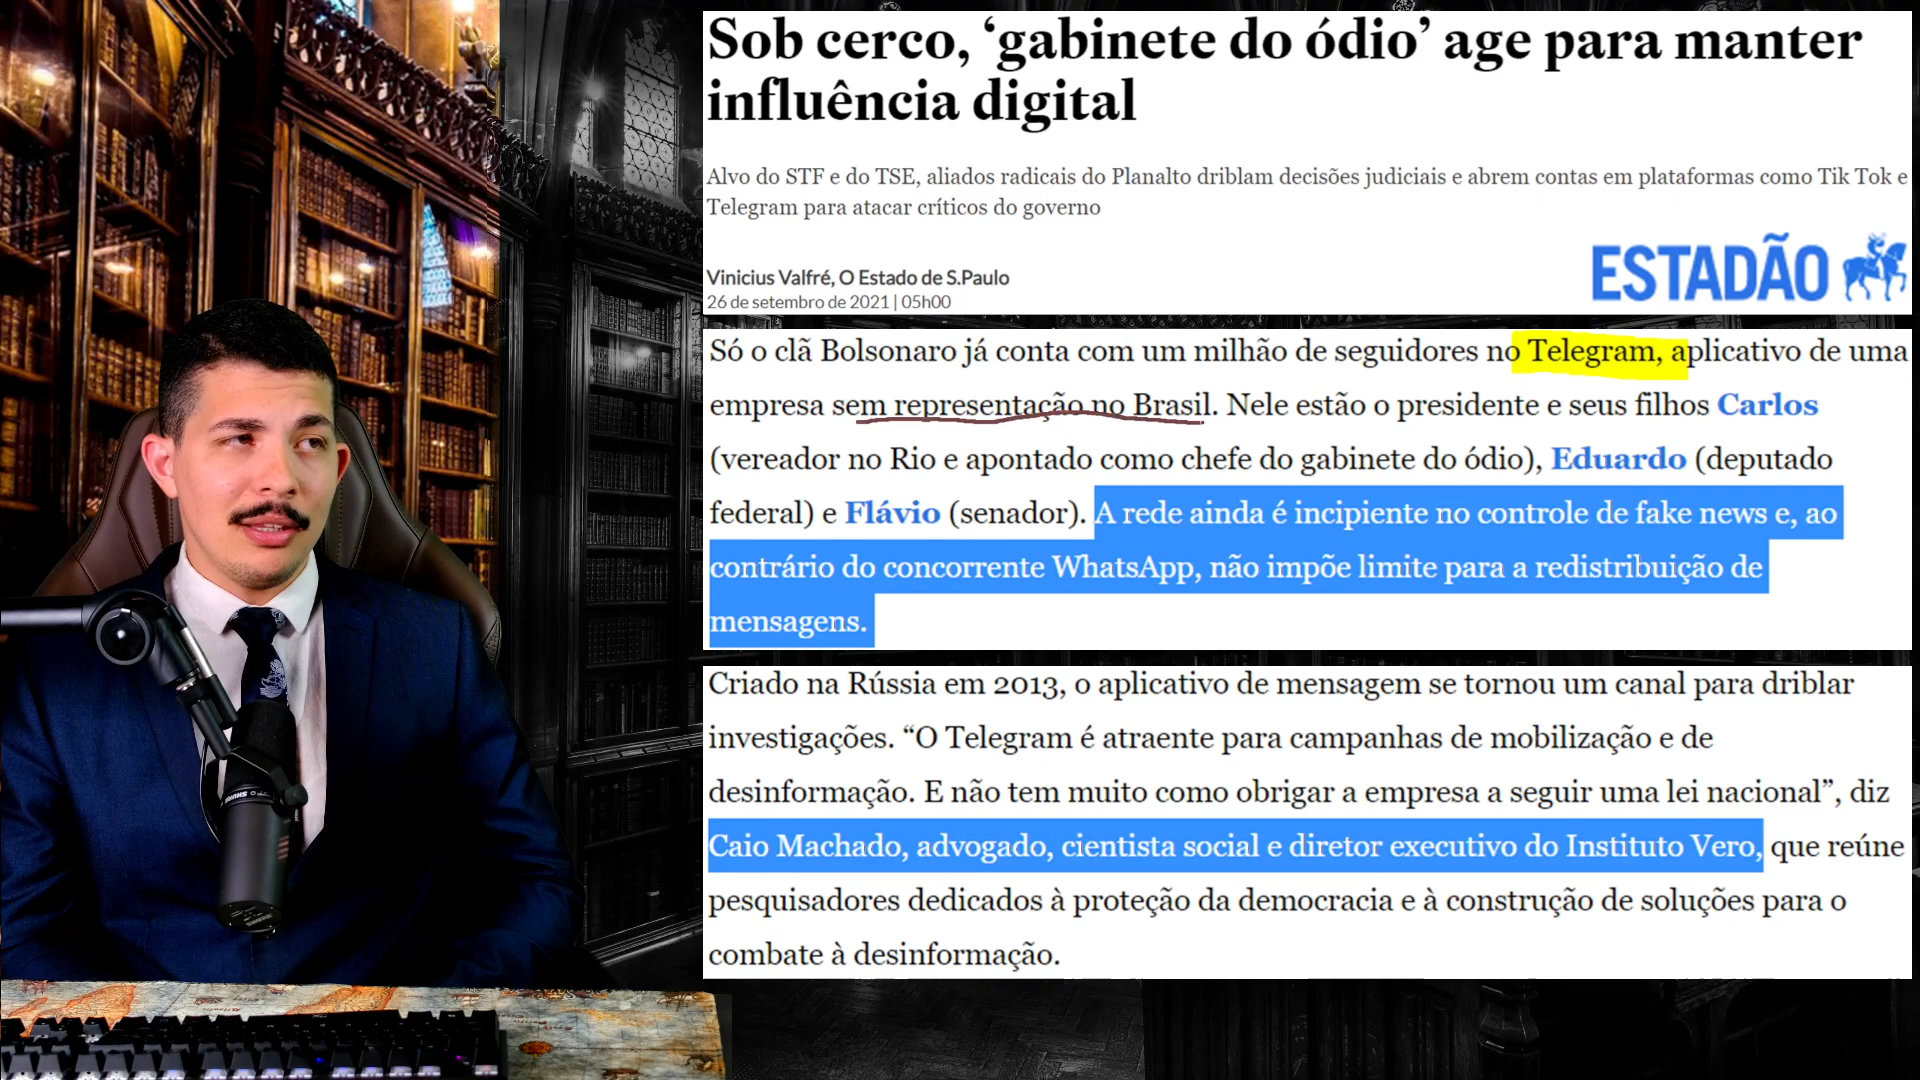 Sob cerco, ‘gabinete do ódio’ age para manter
influência digital
Alvo do STF e do TSE, aliados radicais do Planalto driblam decisões judiciais e abrem contas em plataformas como Tik Tok e
Telegram para atacar críticos do governo
Vinicius Valfré, O Estado de S.Paulo
26 de setembro de 2021 | 05h00
ESTADÃO
Só o clã Bolsonaro já conta com um milhão de seguidores no Telegram, aplicativo de uma
empresa sem representação no Brasil. Nele estão o presidente e seus filhos Carlos
(vereador no Rio e apontado como chefe do gabinete do ódio), Eduardo (deputado
federal) e Flávio (senador). A rede ainda é incipiente no controle de fake news e, ao
contrário do concorrente WhatsApp, não impõe limite para a redistribuição de
mensagens.
Criado na Rússia em 2013, o aplicativo de mensagem se tornou um canal para driblar
investigações. “O Telegram é atraente para campanhas de mobilização e de
desinformação. E não tem muito como obrigar a empresa a seguir uma lei nacional”, diz
Caio Machado, advogado, cientista social e diretor executivo do Instituto Vero, que reúne
pesquisadores dedicados à proteção da democracia e à construção de soluções para o
combate à desinformação.
SHURE